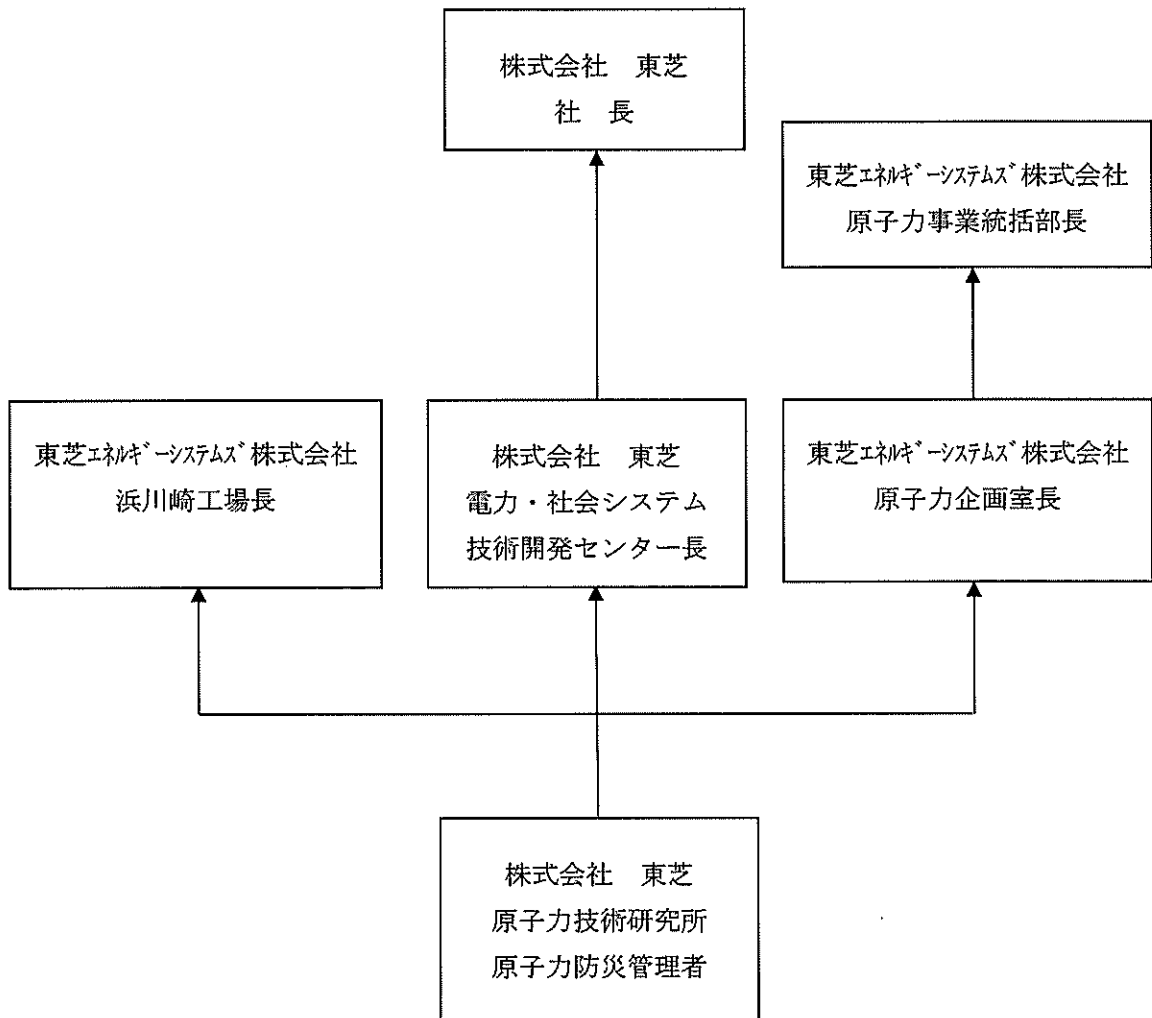 株式会社　東芝
社　長
東芝ｴﾈﾙｷﾞｰｼｽﾃﾑｽﾞ株式会社
原子力事業統括部長
東芝ｴﾈﾙｷﾞｰｼｽﾃﾑｽﾞ株式会社
浜川崎工場長
株式会社　東芝
電力・社会システム
技術開発センター長
東芝ｴﾈﾙｷﾞｰｼｽﾃﾑｽﾞ株式会社
原子力企画室長
株式会社　東芝
原子力技術研究所
原子力防災管理者